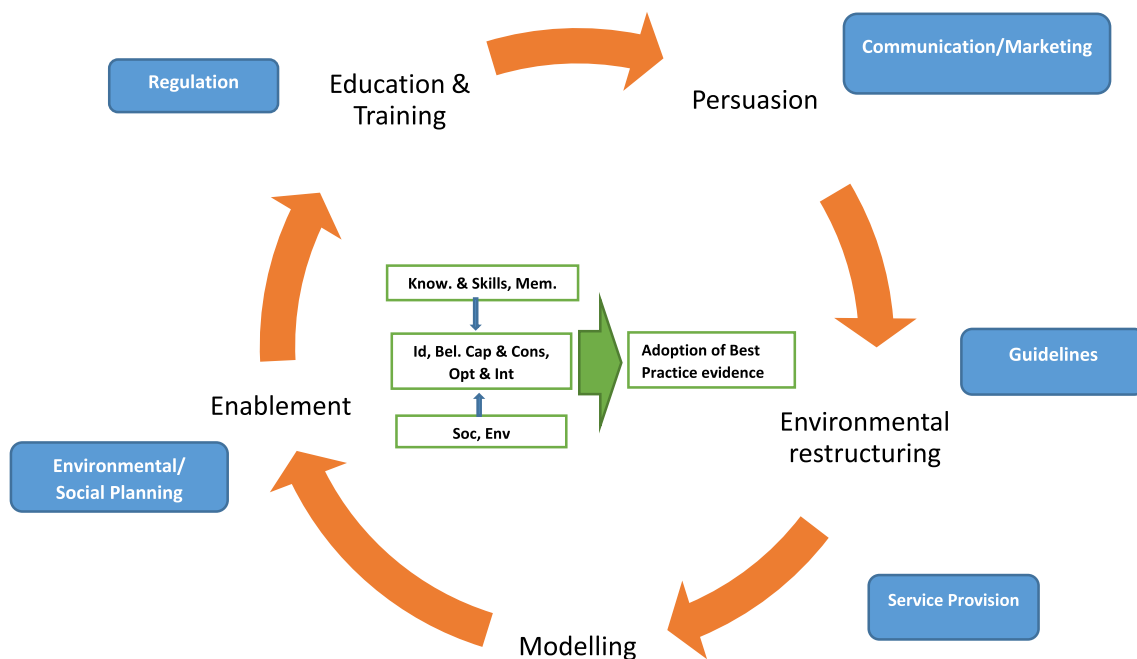 Communication/Marketing
Regulation
Education &
Training
Persuasion
Know. & Skills, Mem.
Id, Bel. Cap & Cons,
Opt & Int
Adoption of Best
Practice evidence
Guidelines
Soc, Env
Enablement
Environmental
restructuring
Environmental/
Social Planning
Service Provision
Modelling